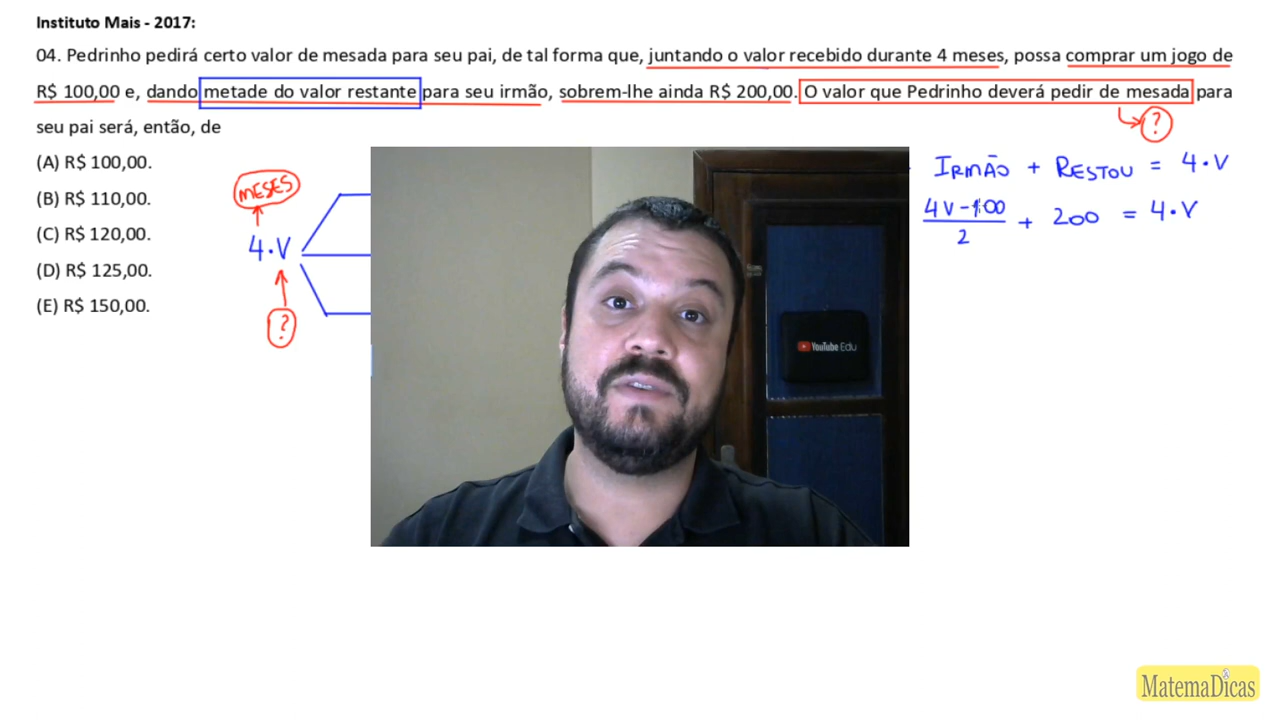 Instituto Mais - 2017:
04. Pedrinho pedirá certo valor de mesada para seu pai, de tal forma que, juntando o valor recebido durante 4 meses, possa comprar um jogo de
R$ 100,00 e, dando metade do valor restante para seu irmão, sobrem-lhe ainda R$ 200,00. O valor que Pedrinho deverá pedir de mesada para
seu pai será, então, de
?
(A) R$ 100,00.
(B) R$ 110,00.
(C) R$ 120,00.
(D) R$ 125,00.
(E) R$ 150,00.
MESES
4·V
?
IRMÃO + RESTOU = 4·V
4V-100
2
+ 200 = 4·V
YouTube Edu
MatemaDicas